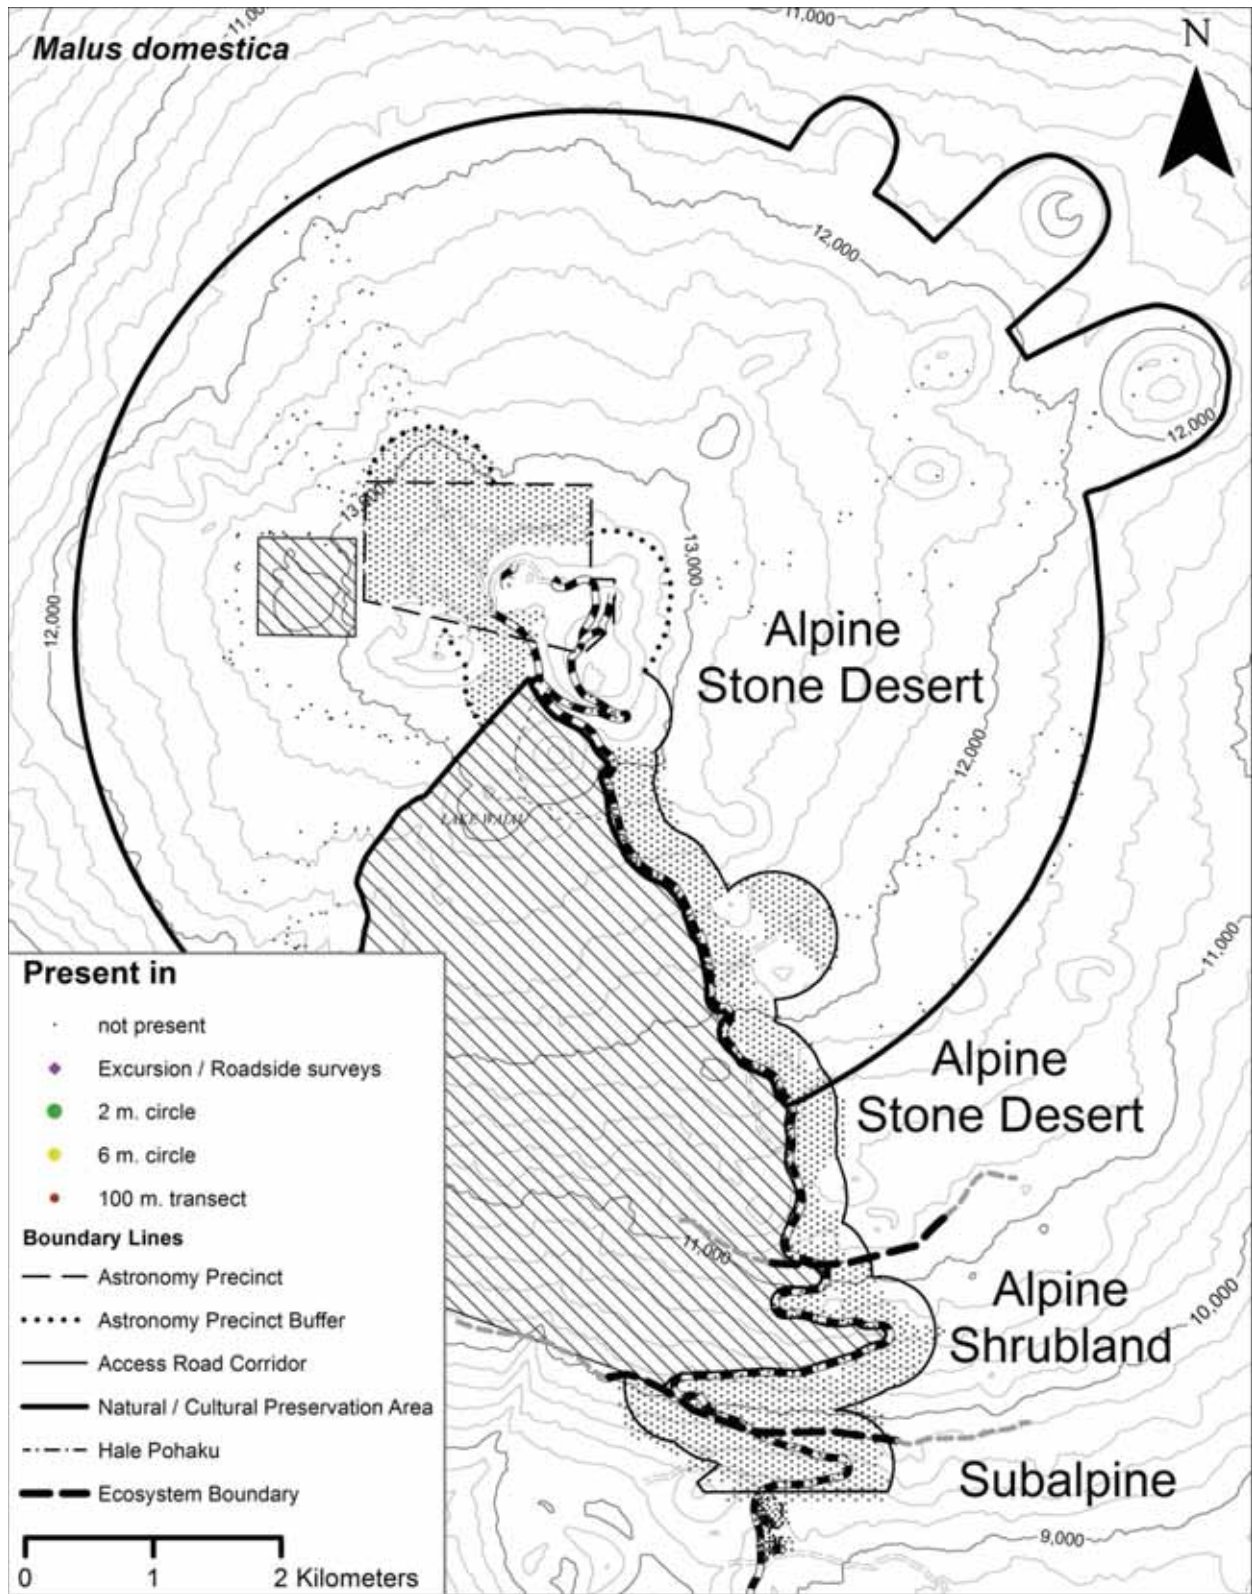 Malus domestica
N
11,000
11,000
12,000
12,000
13,000
13,000
12,000
Alpine
Stone Desert
12,000
LAKE WAIAU
11,000
Present in
not present
Excursion / Roadside surveys
2 m. circle
6 m. circle
100 m. transect
Boundary Lines
Astronomy Precinct
Astronomy Precinct Buffer
Access Road Corridor
Natural / Cultural Preservation Area
Hale Pohaku
Ecosystem Boundary
0 1 2 Kilometers
Alpine
Stone Desert
11,000
Alpine
Shrubland
10,000
Subalpine
9,000